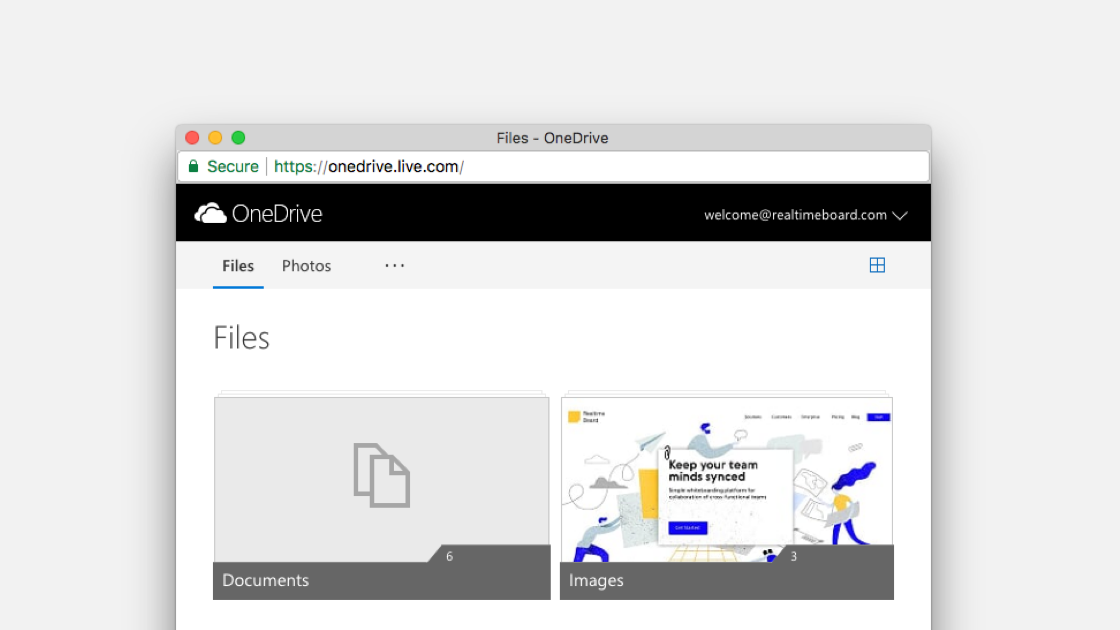 Files - OneDrive
Secure | https://onedrive.live.com/
OneDrive
welcome@realtimeboard.com
Files Photos ...
Files
Realtime
Board
Solutions Customers Enterprise Pricing Blog
Keep your team
minds synced
Simple whiteboarding platform for
collaboration of cross-functional teams
Get Started
6
Documents
3
Images